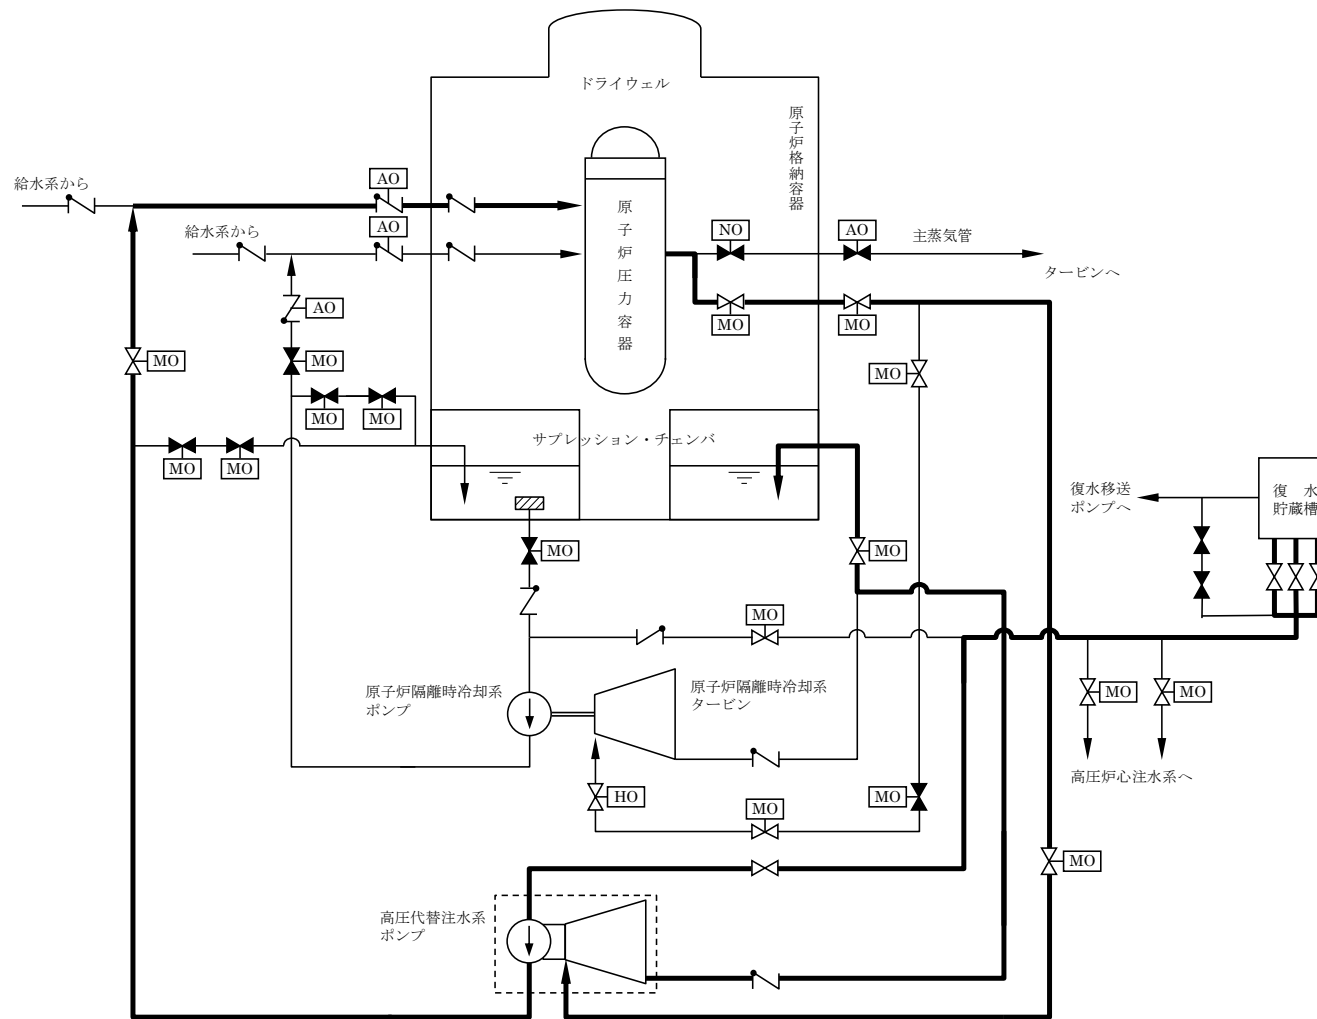 ドライウェル
原子炉格納容器
給水系から
AO
原子炉圧力容器
給水系から
AO
NO
AO
主蒸気管
タービンへ
AO
MO
MO
MO
MO
MO
MO
MO
サプレッション・チェンバ
MO
MO
復水移送
ポンプへ
復水
貯蔵槽
MO
MO
MO
原子炉隔離時冷却系
ポンプ
原子炉隔離時冷却系
タービン
MO
MO
高圧炉心注水系へ
HO
MO
MO
MO
高圧代替注水系
ポンプ